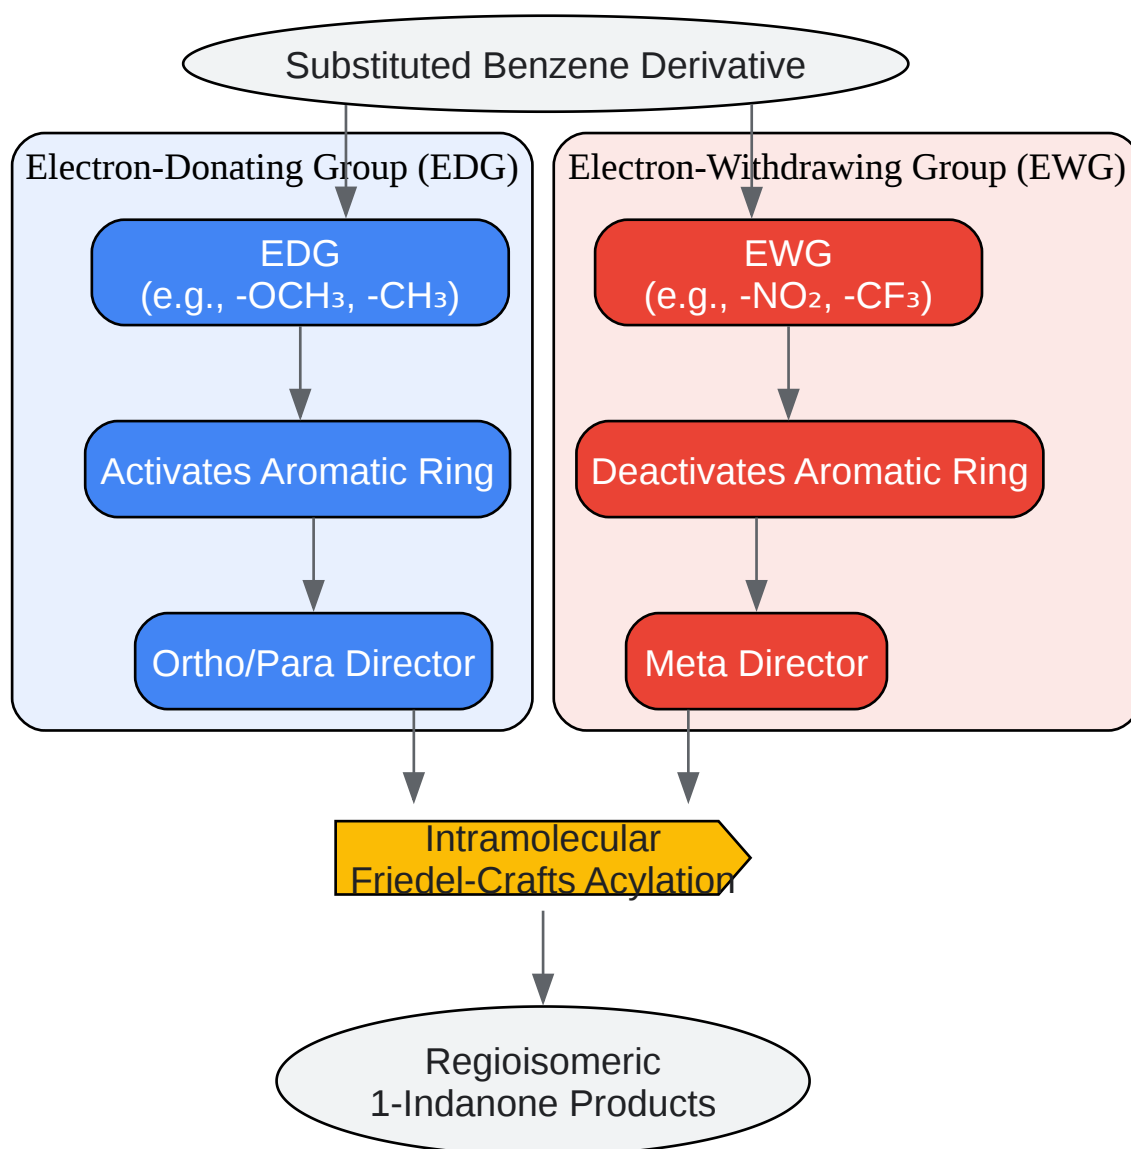 Substituted Benzene Derivative
Electron-Donating Group (EDG)
EDG
(e.g., -OCH₃, -CH₃)
Activates Aromatic Ring
Ortho/Para Director
Electron-Withdrawing Group (EWG)
EWG
(e.g., -NO₂, -CF₃)
Deactivates Aromatic Ring
Meta Director
Intramolecular
Friedel-Crafts Acylation
Regioisomeric
1-Indanone Products